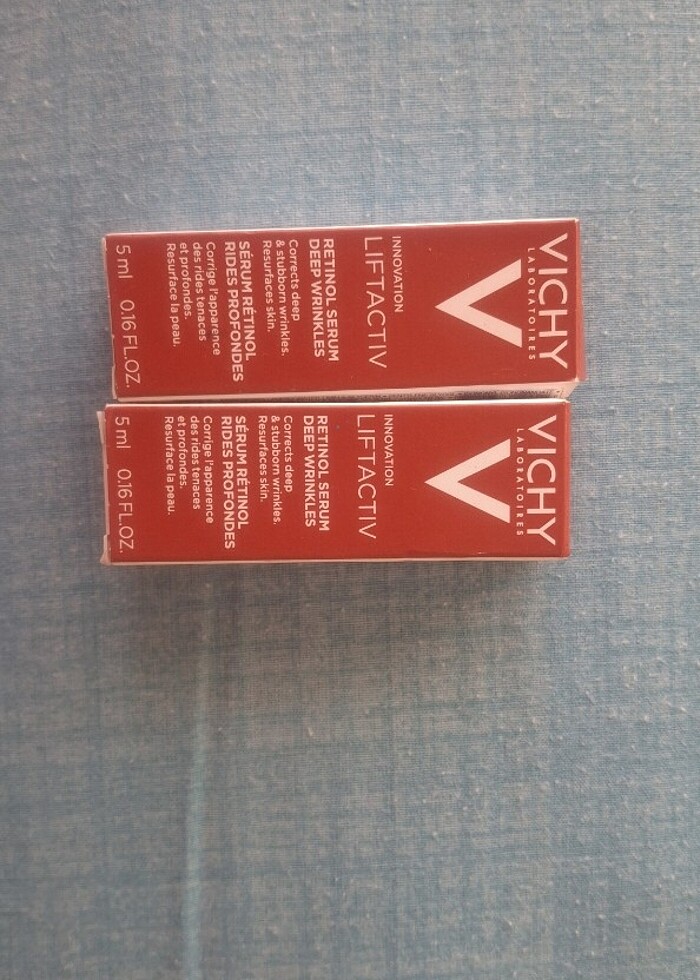 VICHY
LABORATOIRES
INNOVATION
LIFTACTIV
RETINOL SERUM
DEEP WRINKLES
Corrects deep
& stubborn wrinkles.
Resurfaces skin.
SÉRUM RÉTINOL
RIDES PROFONDES
Corrige l'apparence
des rides tenaces
et profondes.
Resurface la peau.
5 ml 0.16 FL.OZ.
VICHY
LABORATOIRES
INNOVATION
LIFTACTIV
RETINOL SERUM
DEEP WRINKLES
Corrects deep
& stubborn wrinkles.
Resurfaces skin.
SÉRUM RÉTINOL
RIDES PROFONDES
Corrige l'apparence
des rides tenaces
et profondes.
Resurface la peau.
5 ml 0.16 FL.OZ.